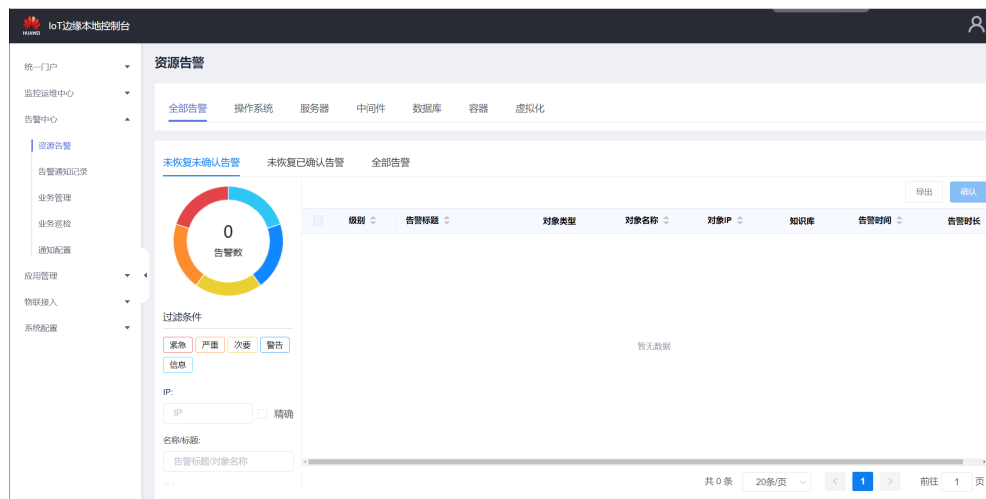 HUAWEI IoT边缘本地控制台
统一门户
监控运维中心
告警中心
资源告警
告警通知记录
业务管理
业务巡检
通知配置
应用管理
物联接入
系统配置
资源告警
全部告警 操作系统 服务器 中间件 数据库 容器 虚拟化
未恢复未确认告警 未恢复已确认告警 全部告警
导出 确认
0
告警数
级别 告警标题 对象类型 对象名称 对象IP 知识库 告警时间 告警时长
暂无数据
过滤条件
紧急 严重 次要 警告
信息
IP:
IP 精确
名称/标题:
告警标题/对象名称
共 0 条 20条/页 1 前往 1 页